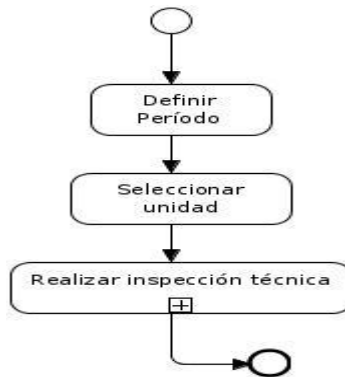 Definir
Período
Seleccionar
unidad
Realizar inspección técnica